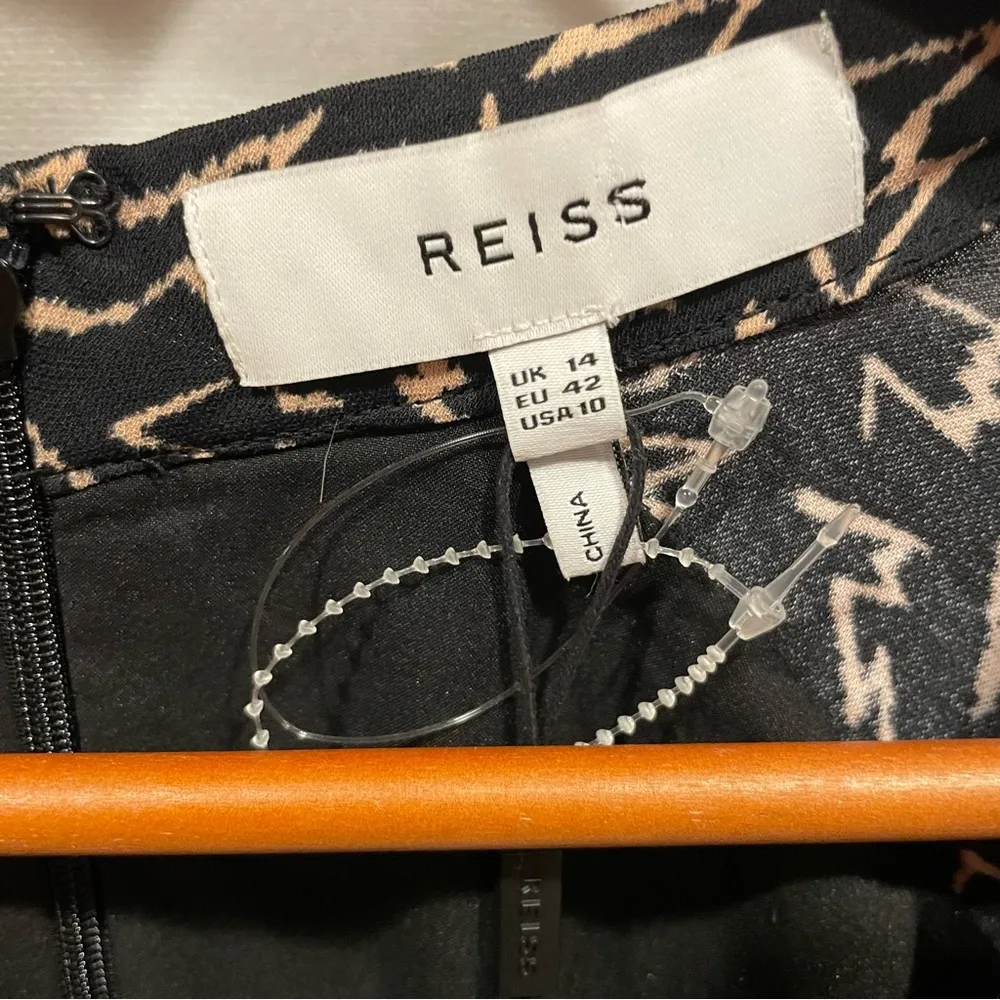 REISS
UK 14
EU 42
USA 10
CHINA
REISS